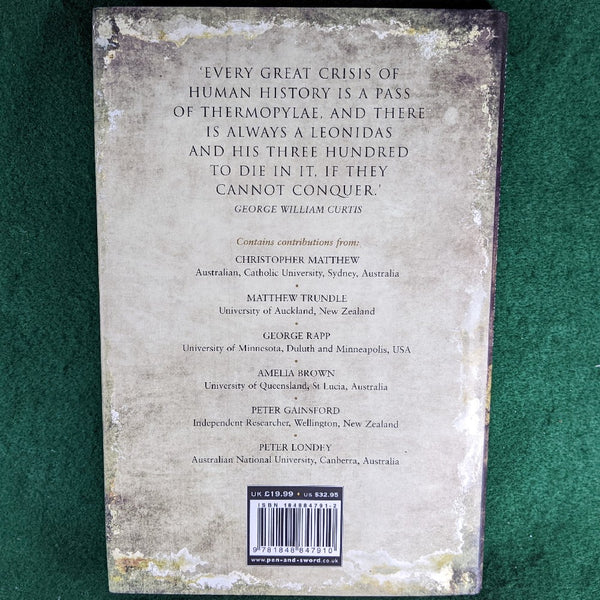 ‘EVERY GREAT CRISIS OF
HUMAN HISTORY IS A PASS
OF THERMOPYLAE, AND THERE
IS ALWAYS A LEONIDAS
AND HIS THREE HUNDRED
TO DIE IN IT, IF THEY
CANNOT CONQUER.’
GEORGE WILLIAM CURTIS
Contains contributions from:
CHRISTOPHER MATTHEW
Australian, Catholic University, Sydney, Australia
•
MATTHEW TRUNDLE
University of Auckland, New Zealand
•
GEORGE RAPP
University of Minnesota, Duluth and Minneapolis, USA
•
AMELIA BROWN
University of Queensland, St Lucia, Australia
•
PETER GAINSFORD
Independent Researcher, Wellington, New Zealand
•
PETER LONDEY
Australian National University, Canberra, Australia
UK £19.99 • US $32.95
ISBN 184884791-2
9 781848 847910
www.pen-and-sword.co.uk